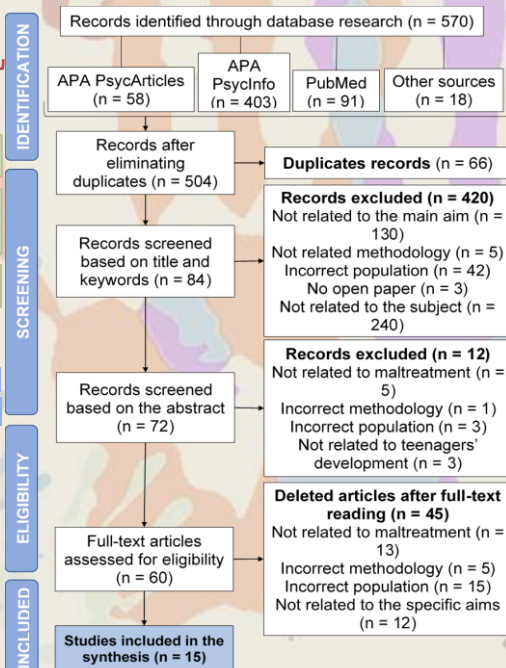 IDENTIFICATION
Records identified through database research (n = 570)
APA PsycArticles
(n = 58)
APA
PsycInfo
(n = 403)
PubMed
(n = 91)
Other sources
(n = 18)
Records after
eliminating
duplicates (n = 504)
Duplicates records (n = 66)
SCREENING
Records screened
based on title and
keywords (n = 84)
Records excluded (n = 420)
Not related to the main aim (n =
130)
Not related methodology (n = 5)
Incorrect population (n = 42)
No open paper (n = 3)
Not related to the subject (n =
240)
Records screened
based on the abstract
(n = 72)
Records excluded (n = 12)
Not related to maltreatment (n =
5)
Incorrect methodology (n = 1)
Incorrect population (n = 3)
Not related to teenagers'
development (n = 3)
ELIGIBILITY
Full-text articles
assessed for eligibility
(n = 60)
Deleted articles after full-text
reading (n = 45)
Not related to maltreatment (n =
13)
Incorrect methodology (n = 5)
Incorrect population (n = 15)
Not related to the specific aims
(n = 12)
INCLUDED
Studies included in the
synthesis (n = 15)